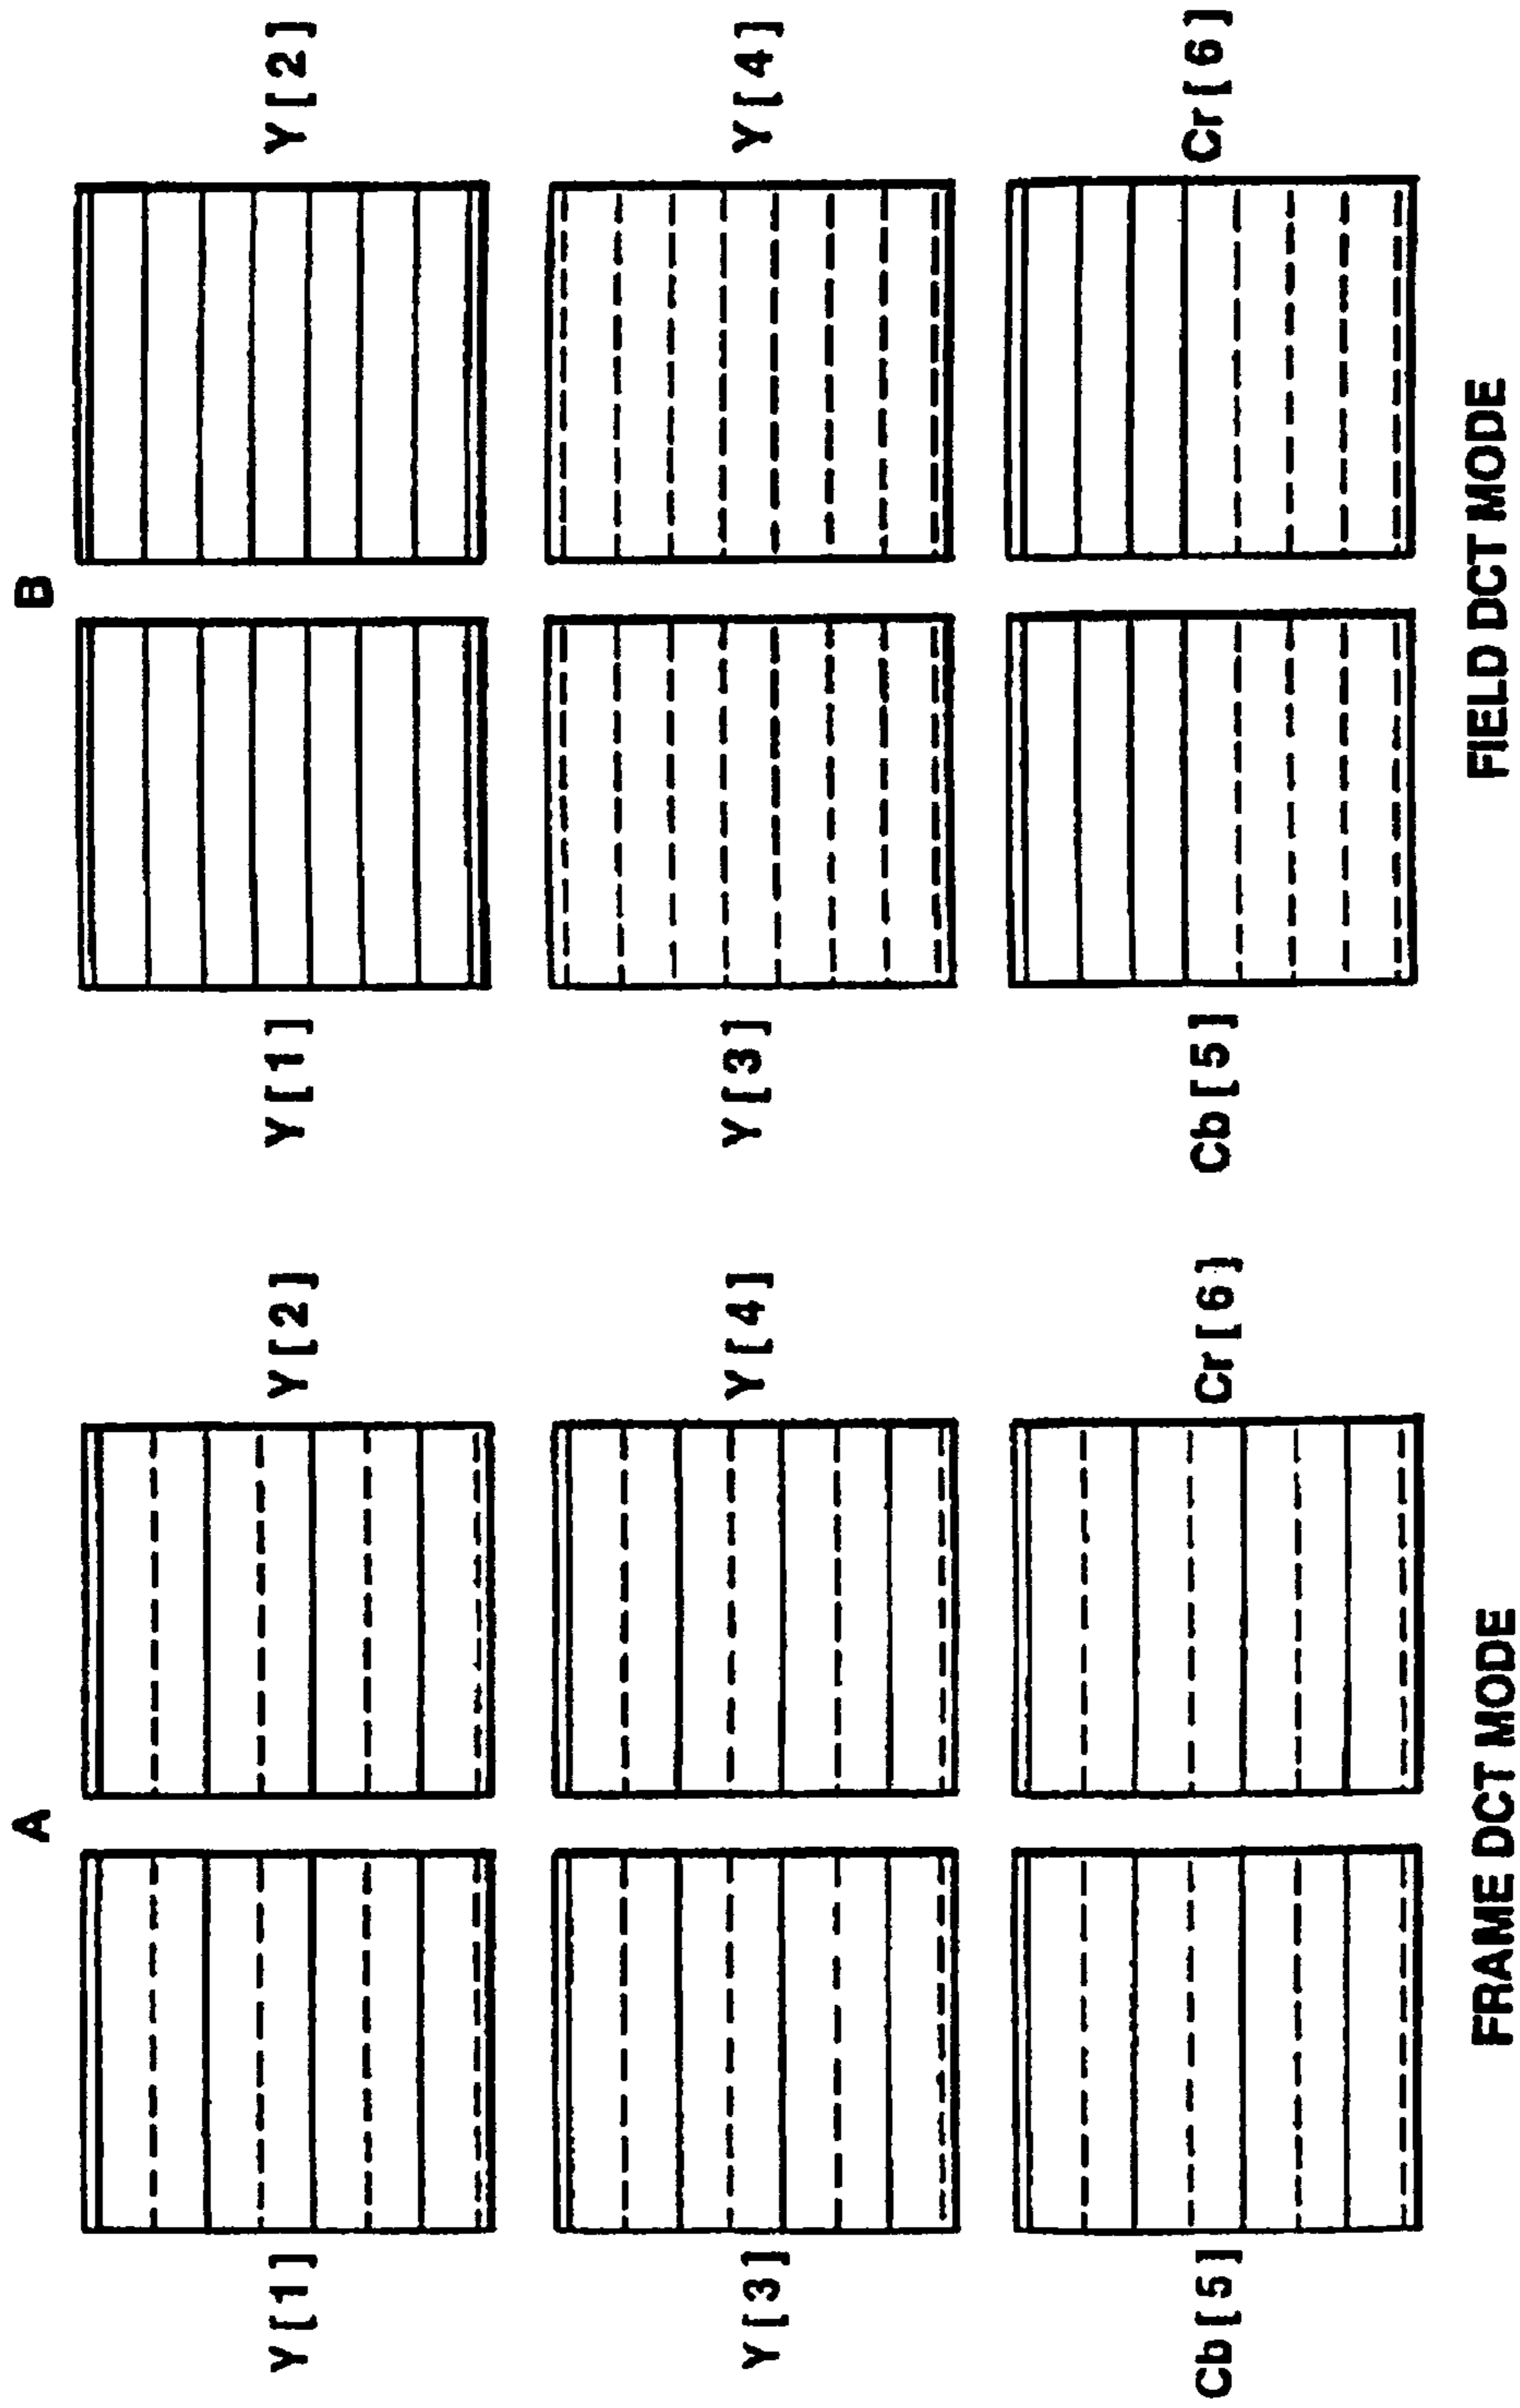 A
Y[1]
Y[2]
Y[3]
Y[4]
Cb[5]
Cr[6]
FRAME DCT MODE
B
Y[1]
Y[2]
Y[3]
Y[4]
Cb[5]
Cr[6]
FIELD DCT MODE